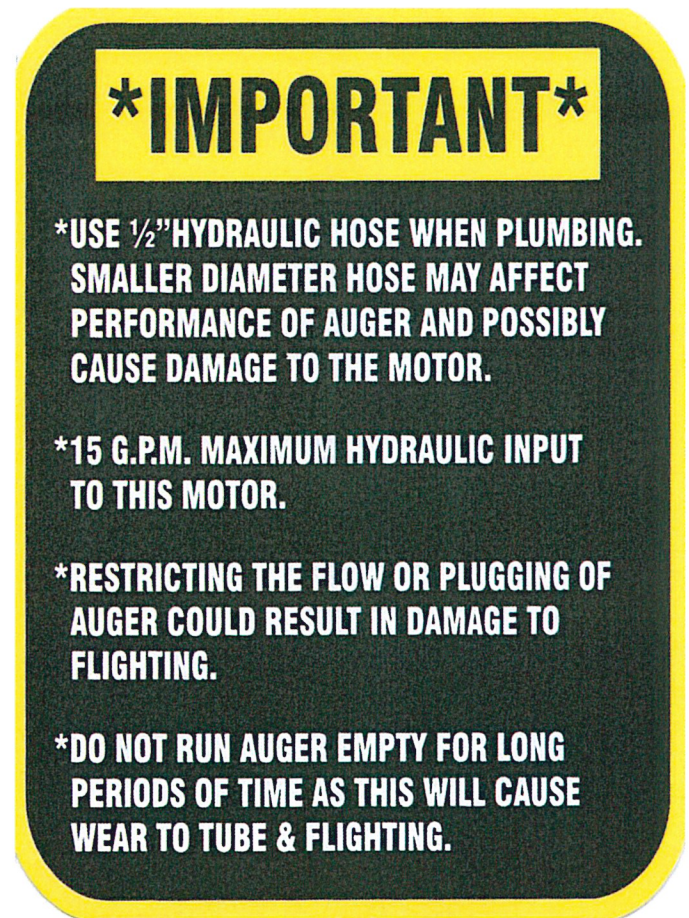 *IMPORTANT*
*USE ½”HYDRAULIC HOSE WHEN PLUMBING.
SMALLER DIAMETER HOSE MAY AFFECT
PERFORMANCE OF AUGER AND POSSIBLY
CAUSE DAMAGE TO THE MOTOR.
*15 G.P.M. MAXIMUM HYDRAULIC INPUT
TO THIS MOTOR.
*RESTRICTING THE FLOW OR PLUGGING OF
AUGER COULD RESULT IN DAMAGE TO
FLIGHTING.
*DO NOT RUN AUGER EMPTY FOR LONG
PERIODS OF TIME AS THIS WILL CAUSE
WEAR TO TUBE & FLIGHTING.